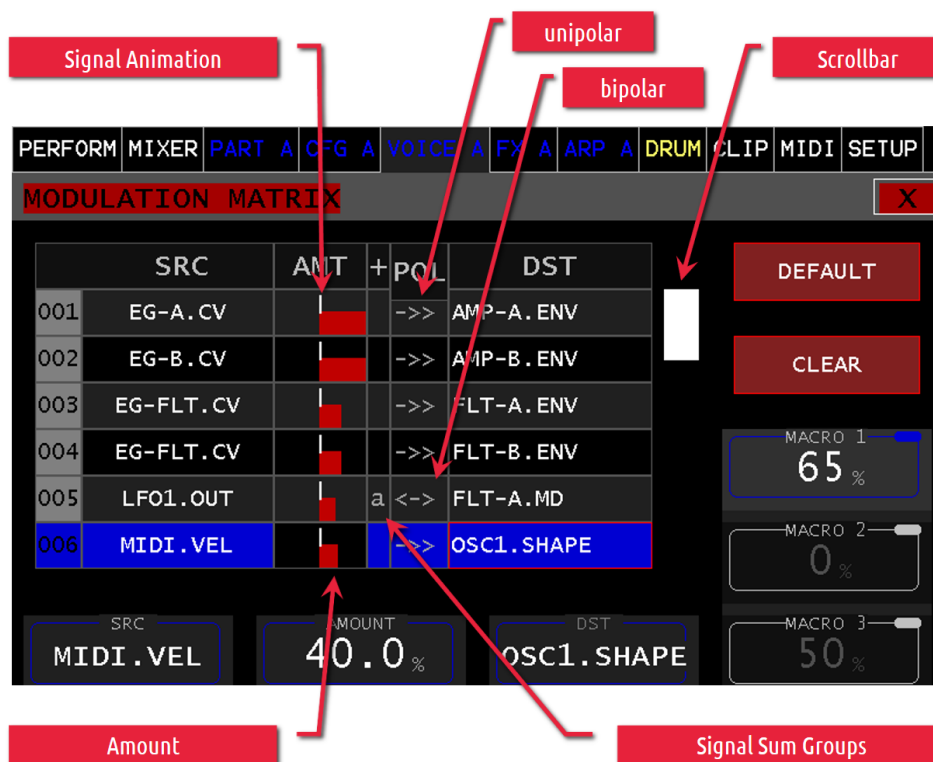 unipolar
Signal Animation
Scrollbar
bipolar
PERFORM MIXER PART A CFG A VOICE A FX A ARP A DRUM CLIP MIDI SETUP
MODULATION MATRIX X
SRC AMT + POL DST
DEFAULT
001 EG-A.CV ->> AMP-A.ENV
002 EG-B.CV ->> AMP-B.ENV
CLEAR
003 EG-FLT.CV ->> FLT-A.ENV
004 EG-FLT.CV ->> FLT-B.ENV
MACRO 1
65 %
005 LFO1.OUT a <-> FLT-A.MD
006 MIDI.VEL ->> OSC1.SHAPE
MACRO 2
0 %
SRC AMOUNT DST
MIDI.VEL 40.0 % OSC1.SHAPE
MACRO 3
50 %
Amount
Signal Sum Groups